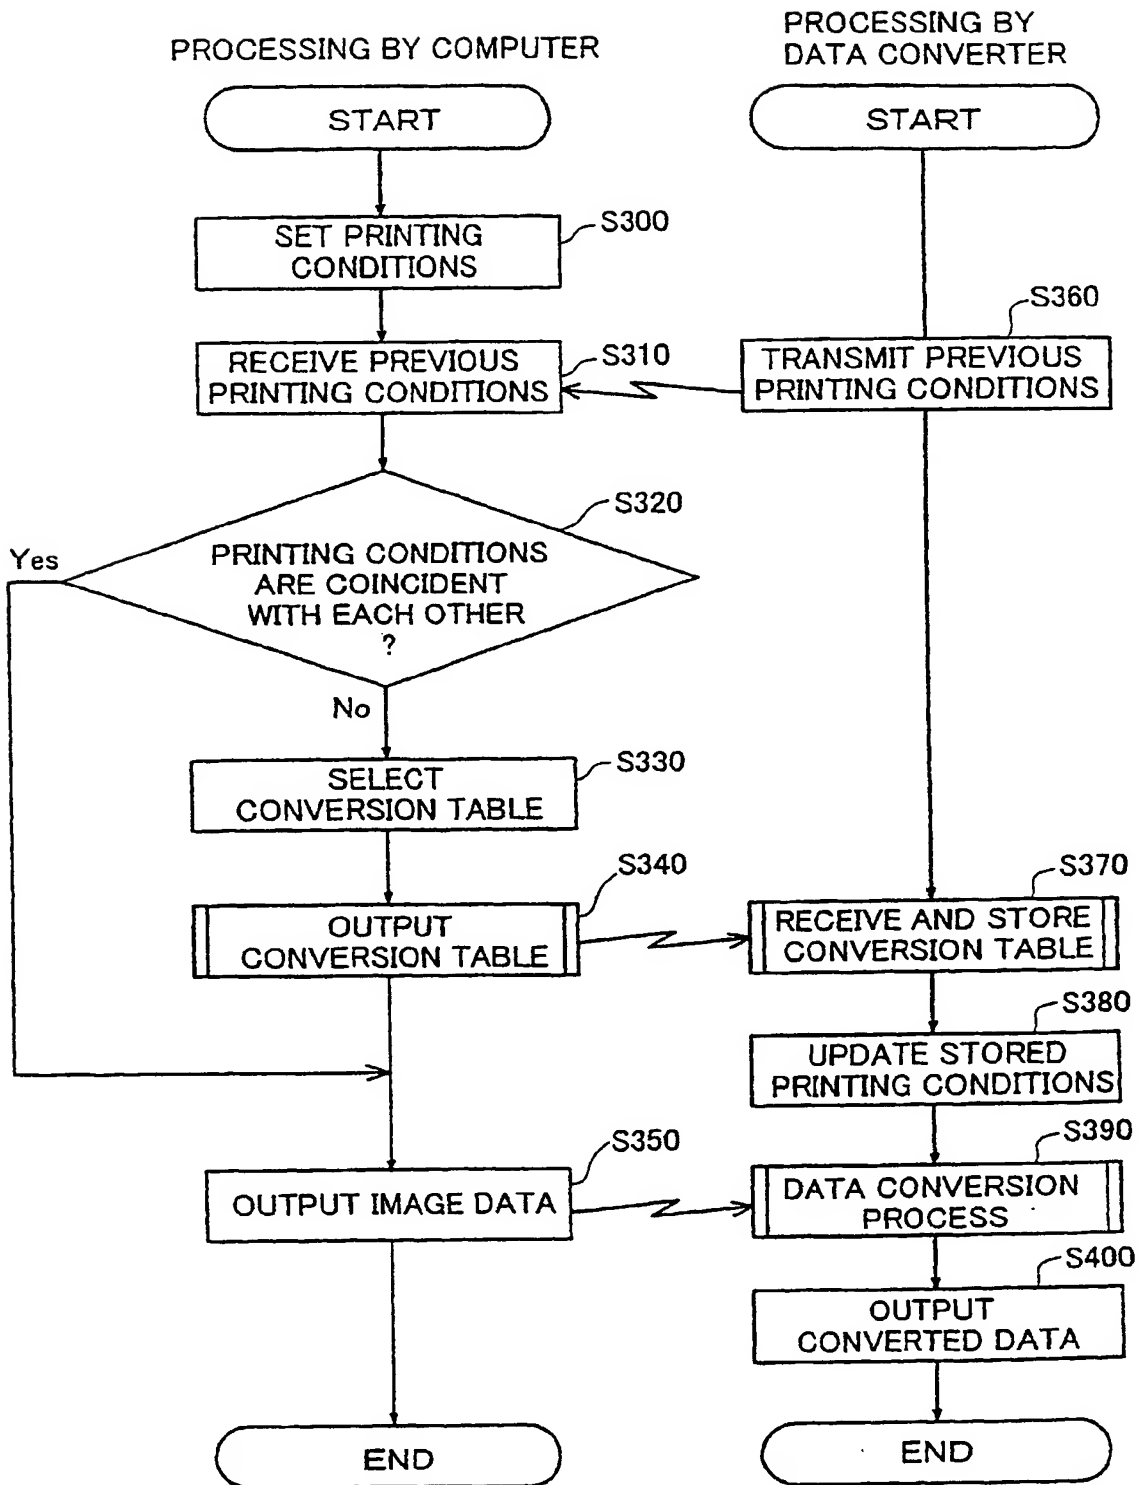 PROCESSING BY COMPUTER
START
SET PRINTING
CONDITIONS
S300
RECEIVE PREVIOUS
PRINTING CONDITIONS
S310
PRINTING CONDITIONS
ARE COINCIDENT
WITH EACH OTHER
?
S320
Yes
No
SELECT
CONVERSION TABLE
S330
OUTPUT
CONVERSION TABLE
S340
OUTPUT IMAGE DATA
S350
END
PROCESSING BY
DATA CONVERTER
START
S360
TRANSMIT PREVIOUS
PRINTING CONDITIONS
S370
RECEIVE AND STORE
CONVERSION TABLE
S380
UPDATE STORED
PRINTING CONDITIONS
S390
DATA CONVERSION
PROCESS
S400
OUTPUT
CONVERTED DATA
END